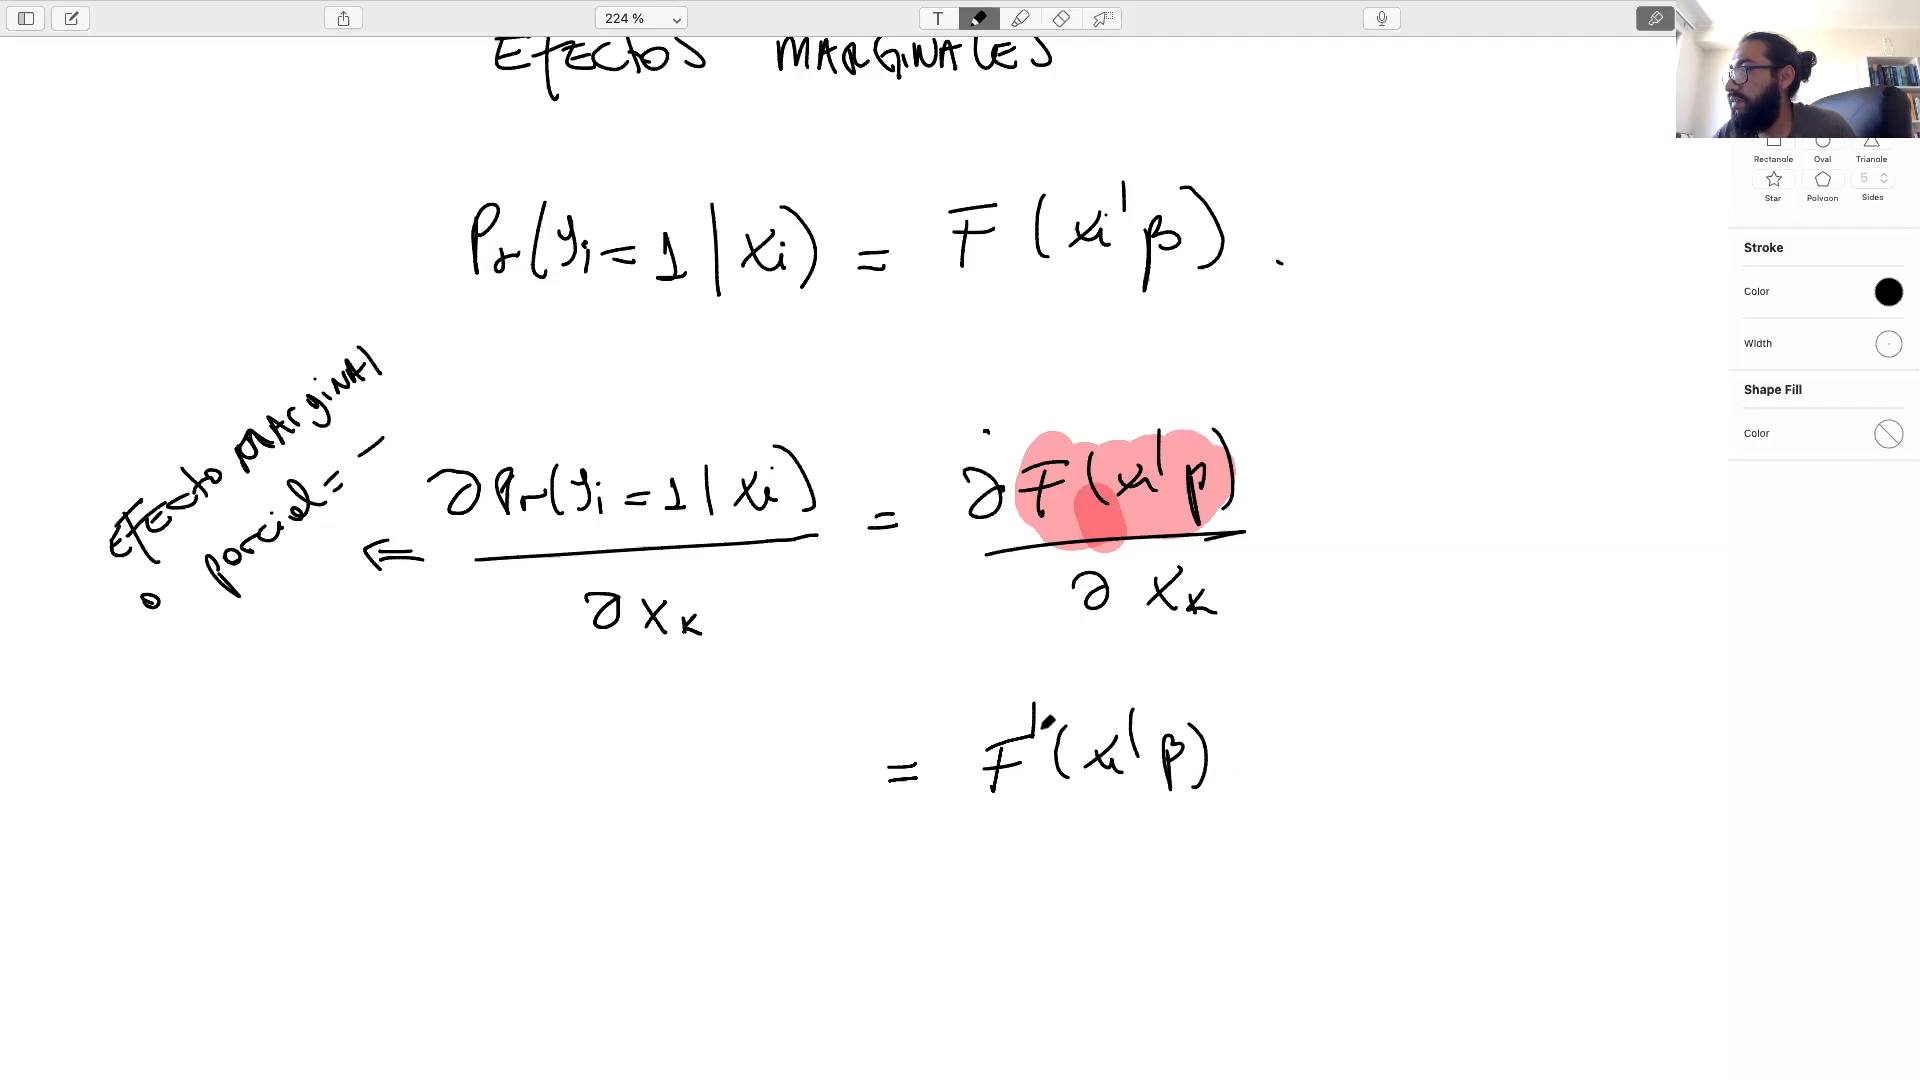 224 %
T
EFECTOS MARGINALES
Pr(yi = 1 | xi) = F(xi'β).
Rectangle Oval Triangle
5
Star Polygon Sides
Stroke
Color
Width
Shape Fill
Color
Efecto marginal
o parcial =
∂Pr(yi = 1 | xi) / ∂xk = ∂F(xi'β) / ∂xk
= F'(xi'β)